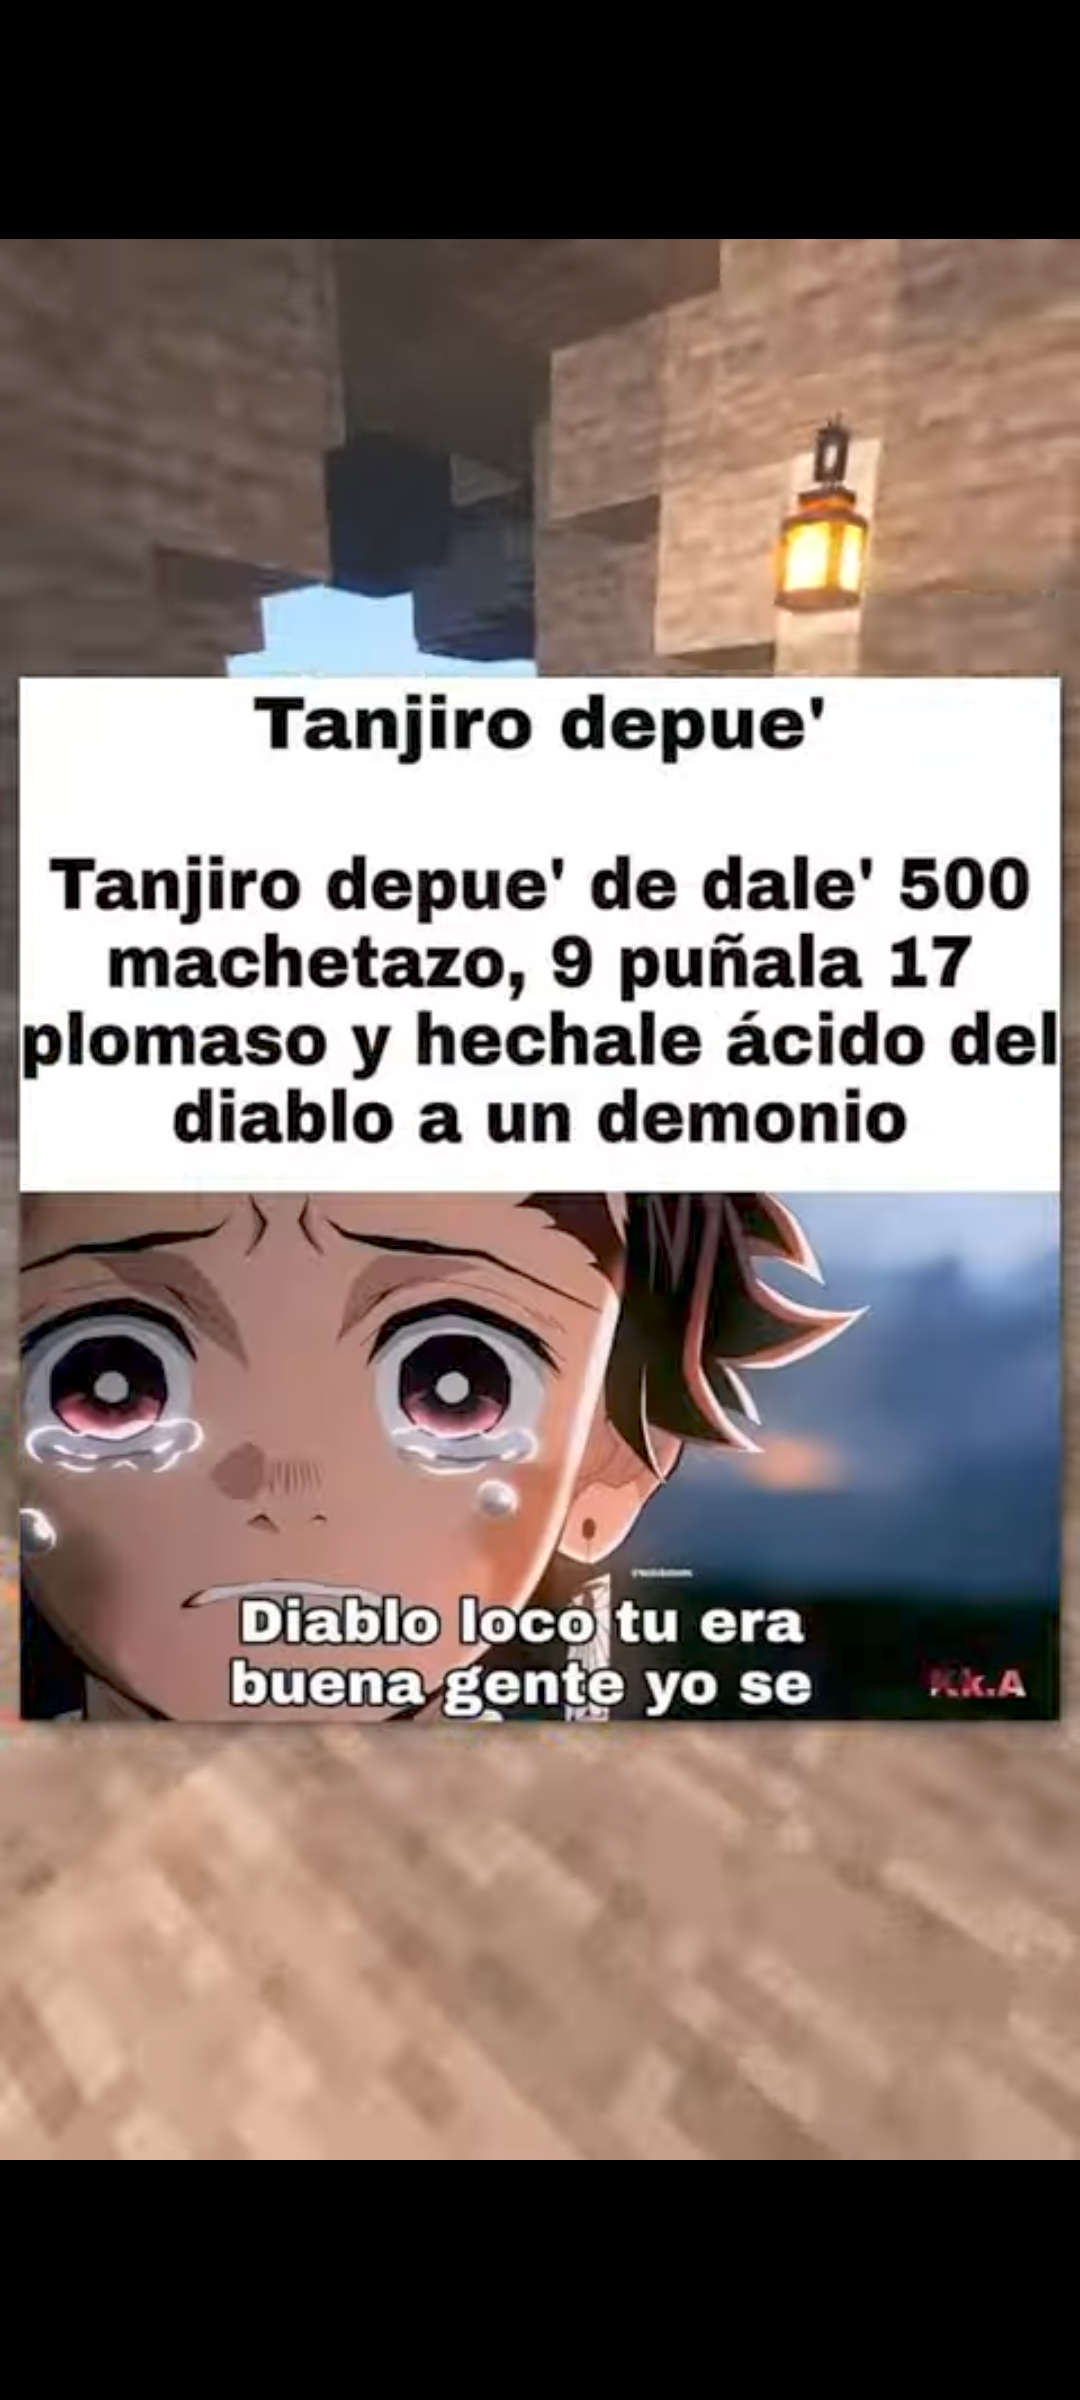 Tanjiro depue'
Tanjiro depue' de dale' 500
machetazo, 9 puñala 17
plomaso y hechale ácido del
diablo a un demonio
Diablo loco tu era
buena gente yo se
Kk.A